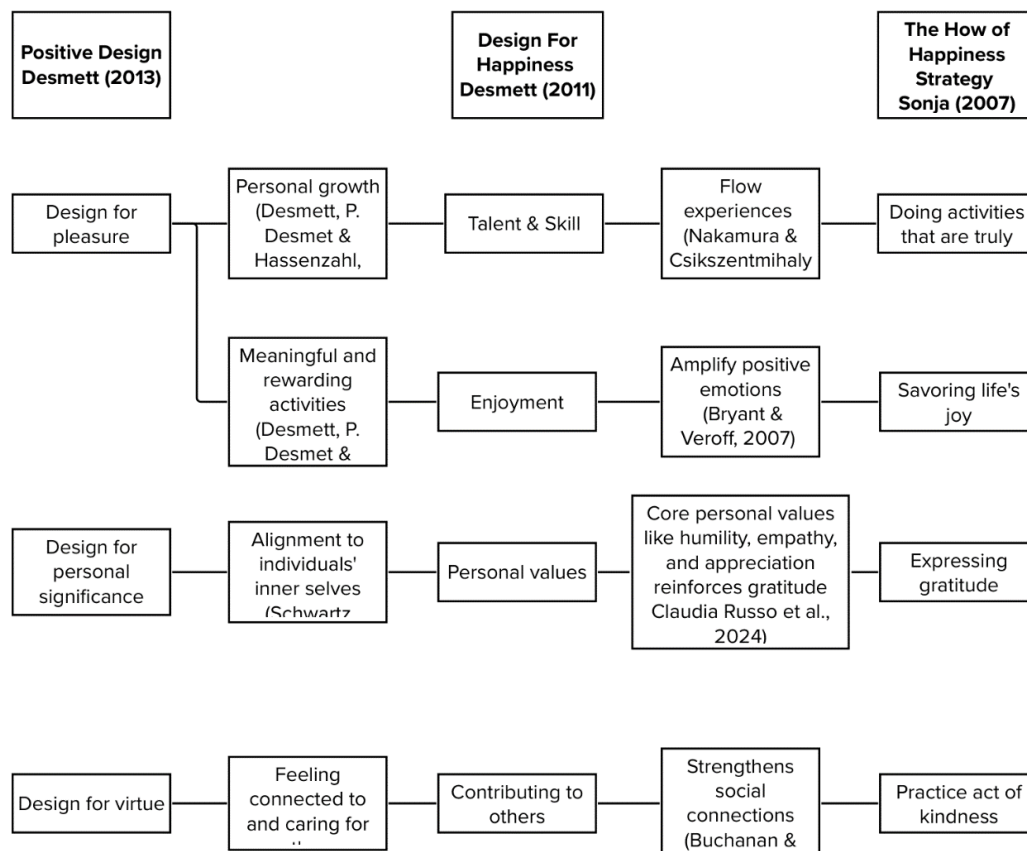 Positive Design
Desmett (2013)
Design For
Happiness
Desmett (2011)
The How of
Happiness
Strategy
Sonja (2007)
Design for
pleasure
Personal growth
(Desmett, P.
Desmet &
Hassenzahl,
Talent & Skill
Flow
experiences
(Nakamura &
Csikszentmihaly
Doing activities
that are truly
Meaningful and
rewarding
activities
(Desmett, P.
Desmet &
Enjoyment
Amplify positive
emotions
(Bryant &
Veroff, 2007)
Savoring life's
joy
Design for
personal
significance
Alignment to
individuals'
inner selves
(Schwartz,
Personal values
Core personal values
like humility, empathy,
and appreciation
reinforces gratitude
Claudia Russo et al.,
2024)
Expressing
gratitude
Design for virtue
Feeling
connected to
and caring for
Contributing to
others
Strengthens
social
connections
(Buchanan &
Practice act of
kindness